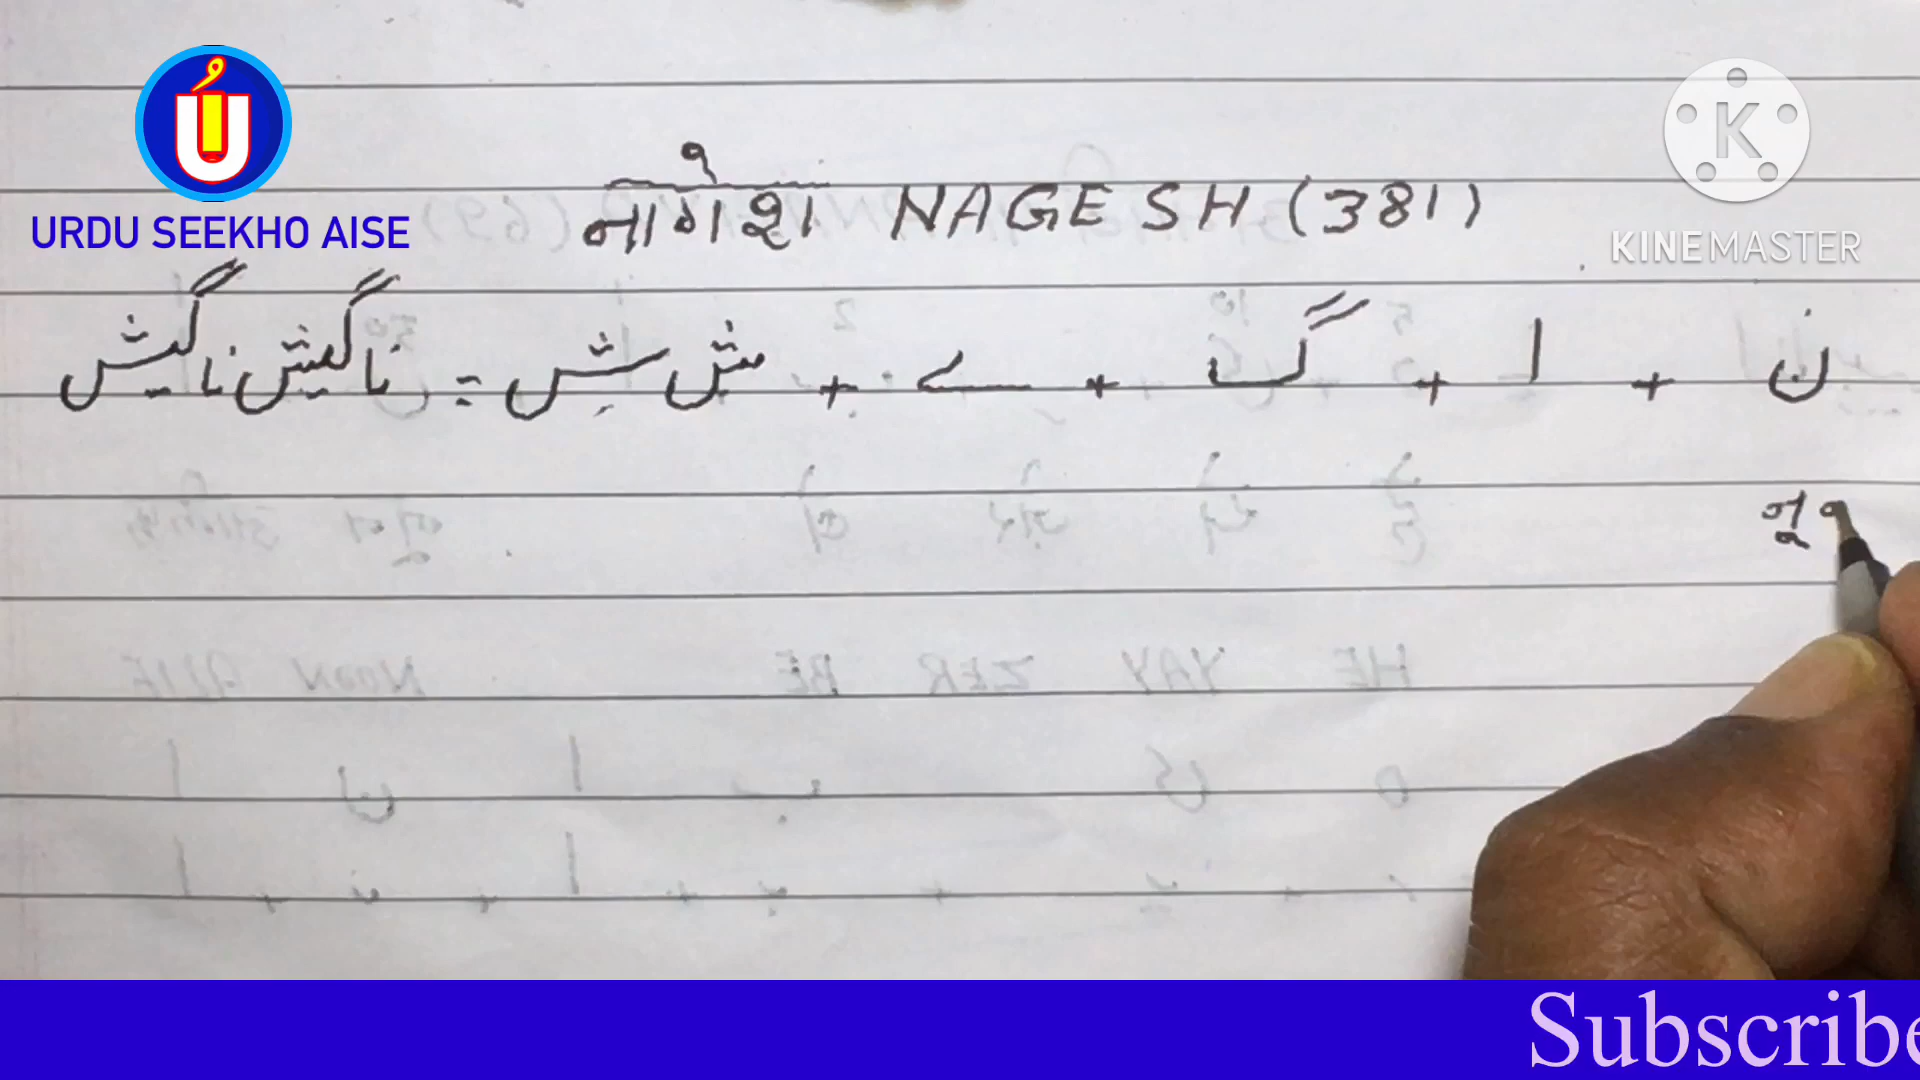 URDU SEEKHO AISE
नागेश NAGESH (381)
KINEMASTER
ن + ا + گ + ے + ش شِ = ناگیش ناگیش
नून
Subscribe